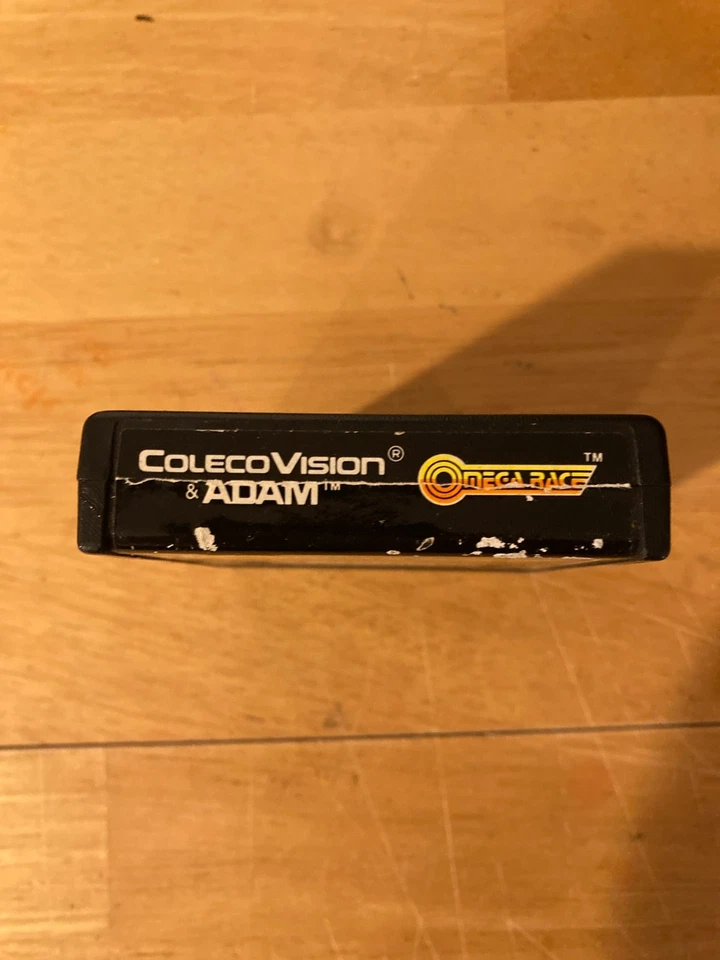 COLECOVISION®
& ADAM™
OMEGA RACE™